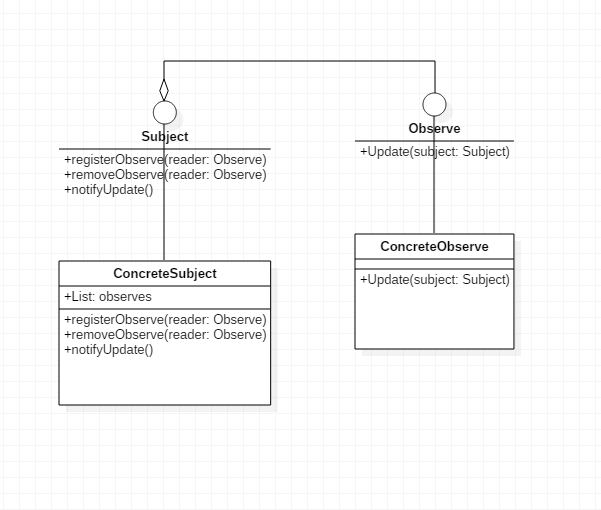 Subject
+registerObserve(reader: Observe)
+removeObserve(reader: Observe)
+notifyUpdate()
Observe
+Update(subject: Subject)
ConcreteSubject
+List: observes
+registerObserve(reader: Observe)
+removeObserve(reader: Observe)
+notifyUpdate()
ConcreteObserve
+Update(subject: Subject)